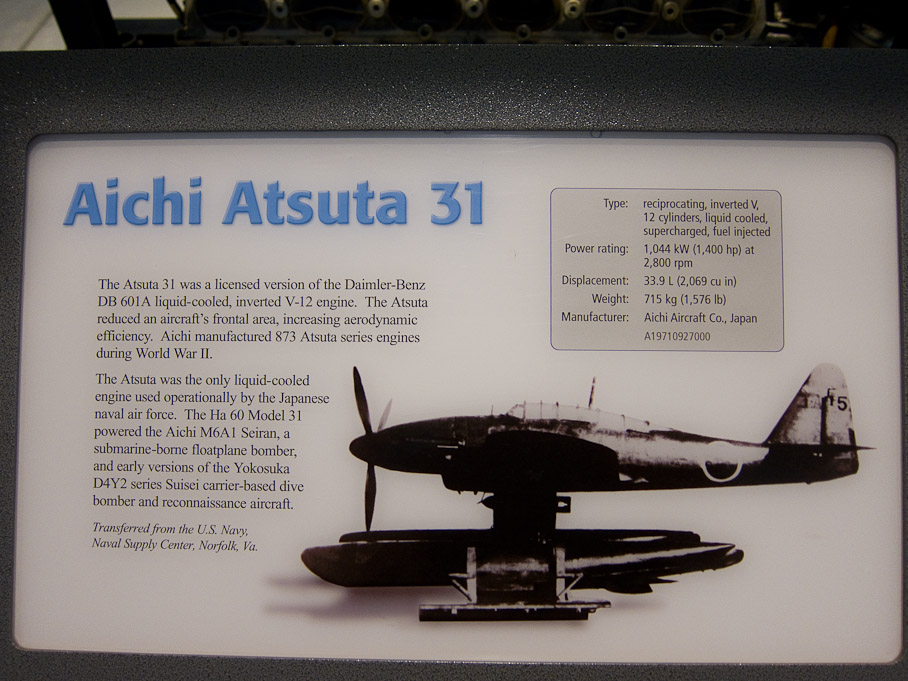 Aichi Atsuta 31
The Atsuta 31 was a licensed version of the Daimler-Benz
DB 601A liquid-cooled, inverted V-12 engine. The Atsuta
reduced an aircraft's frontal area, increasing aerodynamic
efficiency. Aichi manufactured 873 Atsuta series engines
during World War II.
The Atsuta was the only liquid-cooled
engine used operationally by the Japanese
naval air force. The Ha 60 Model 31
powered the Aichi M6A1 Seiran, a
submarine-borne floatplane bomber,
and early versions of the Yokosuka
D4Y2 series Suisei carrier-based dive
bomber and reconnaissance aircraft.
Transferred from the U.S. Navy,
Naval Supply Center, Norfolk, Va.
Type: reciprocating, inverted V,
12 cylinders, liquid cooled,
supercharged, fuel injected
Power rating: 1,044 kW (1,400 hp) at
2,800 rpm
Displacement: 33.9 L (2,069 cu in)
Weight: 715 kg (1,576 lb)
Manufacturer: Aichi Aircraft Co., Japan
A19710927000